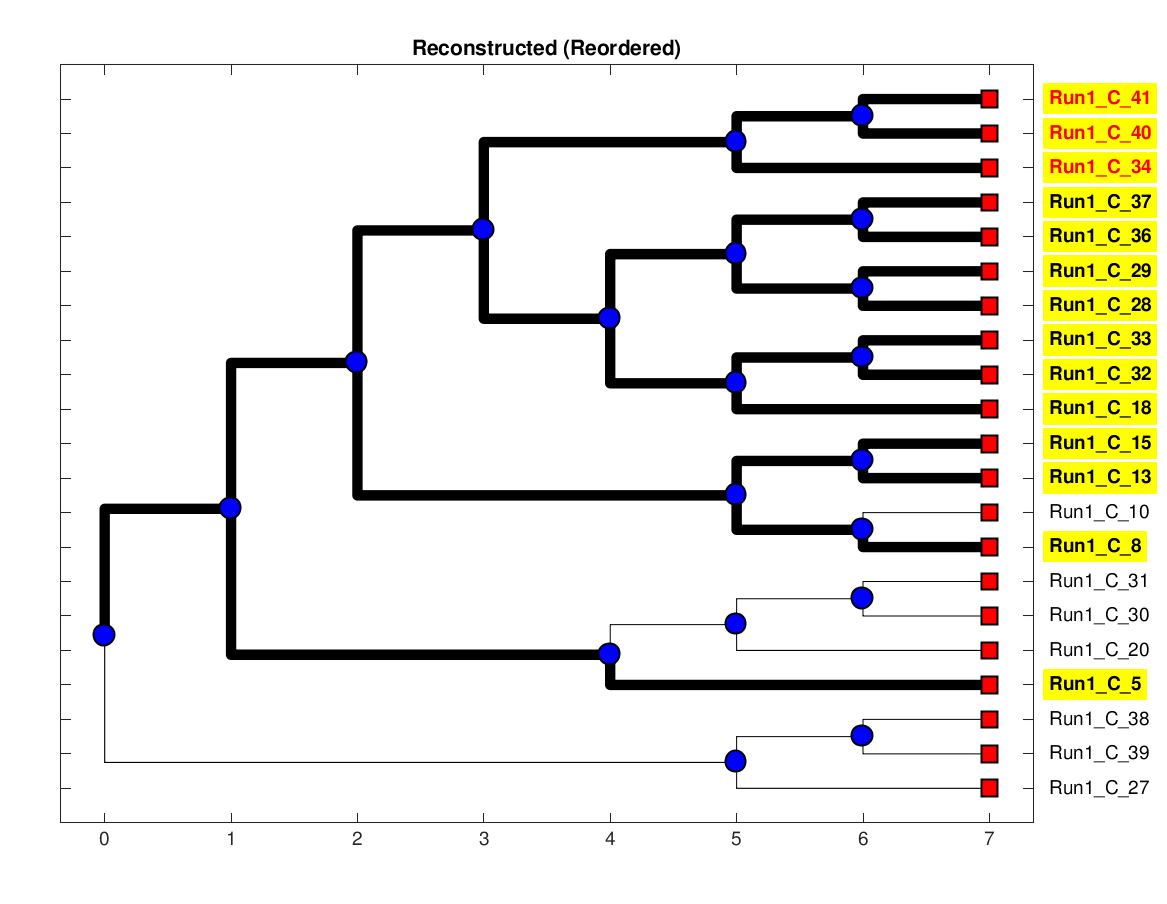 Reconstructed (Reordered)
Run1_C_41
Run1_C_40
Run1_C_34
Run1_C_37
Run1_C_36
Run1_C_29
Run1_C_28
Run1_C_33
Run1_C_32
Run1_C_18
Run1_C_15
Run1_C_13
Run1_C_10
Run1_C_8
Run1_C_31
Run1_C_30
Run1_C_20
Run1_C_5
Run1_C_38
Run1_C_39
Run1_C_27
0 1 2 3 4 5 6 7